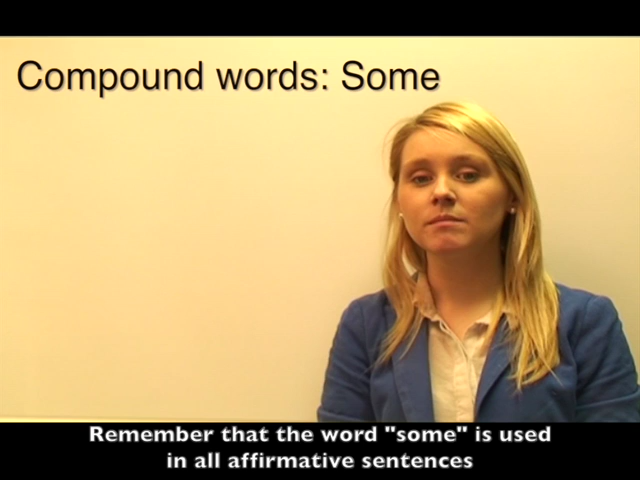 Compound words: Some
Remember that the word "some" is used
in all affirmative sentences